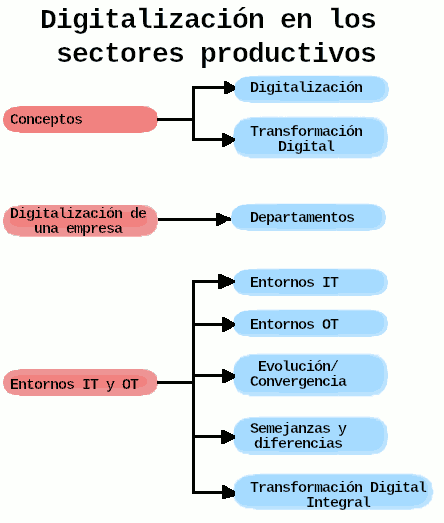 Digitalización en los
sectores productivos
Conceptos
Digitalización
Transformación
Digital
Digitalización de
una empresa
Departamentos
Entornos IT y OT
Entornos IT
Entornos OT
Evolución/
Convergencia
Semejanzas y
diferencias
Transformación Digital
Integral